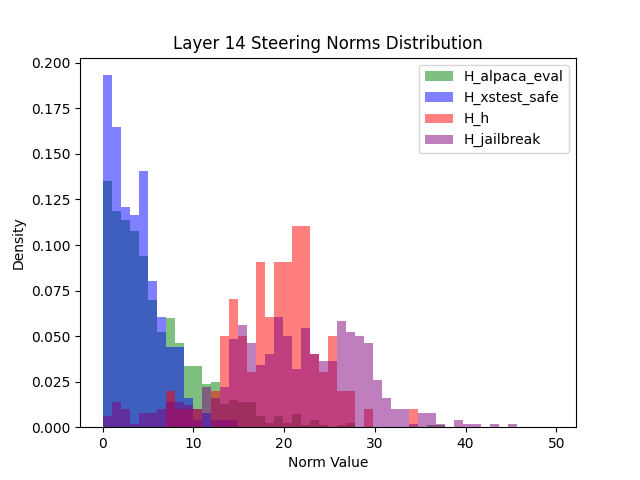 Layer 14 Steering Norms Distribution
H_alpaca_eval
H_xstest_safe
H_h
H_jailbreak
0.200
0.175
0.150
0.125
0.100
0.075
0.050
0.025
0.000
Density
0 10 20 30 40 50
Norm Value